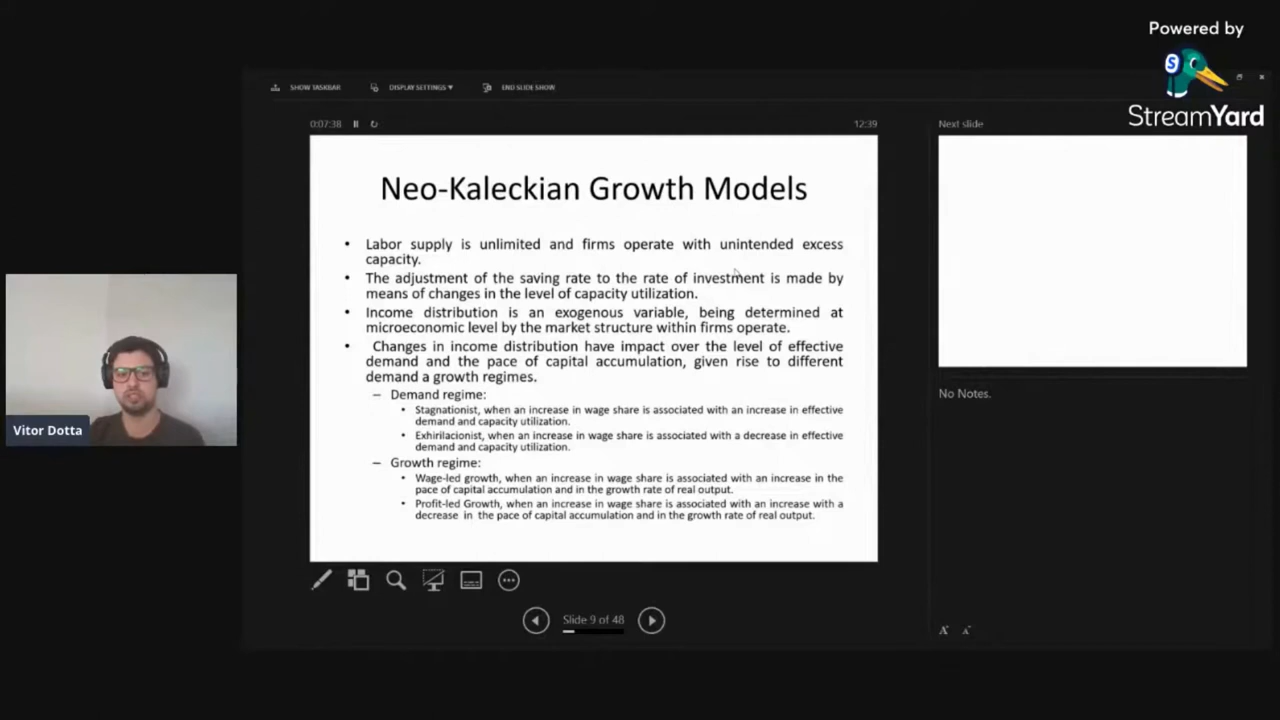 Powered by
StreamYard
SHOW TASKBAR
DISPLAY SETTINGS ▾
END SLIDE SHOW
0:07:38
12:39
Next slide
Neo-Kaleckian Growth Models
• Labor supply is unlimited and firms operate with unintended excess
capacity.
• The adjustment of the saving rate to the rate of investment is made by
means of changes in the level of capacity utilization.
• Income distribution is an exogenous variable, being determined at
microeconomic level by the market structure within firms operate.
• Changes in income distribution have impact over the level of effective
demand and the pace of capital accumulation, given rise to different
demand a growth regimes.
– Demand regime:
• Stagnationist, when an increase in wage share is associated with an increase in effective
demand and capacity utilization.
• Exhirilacionist, when an increase in wage share is associated with a decrease in effective
demand and capacity utilization.
– Growth regime:
• Wage-led growth, when an increase in wage share is associated with an increase in the
pace of capital accumulation and in the growth rate of real output.
• Profit-led Growth, when an increase in wage share is associated with an increase with a
decrease in the pace of capital accumulation and in the growth rate of real output.
No Notes.
Vitor Dotta
Slide 9 of 48
A A